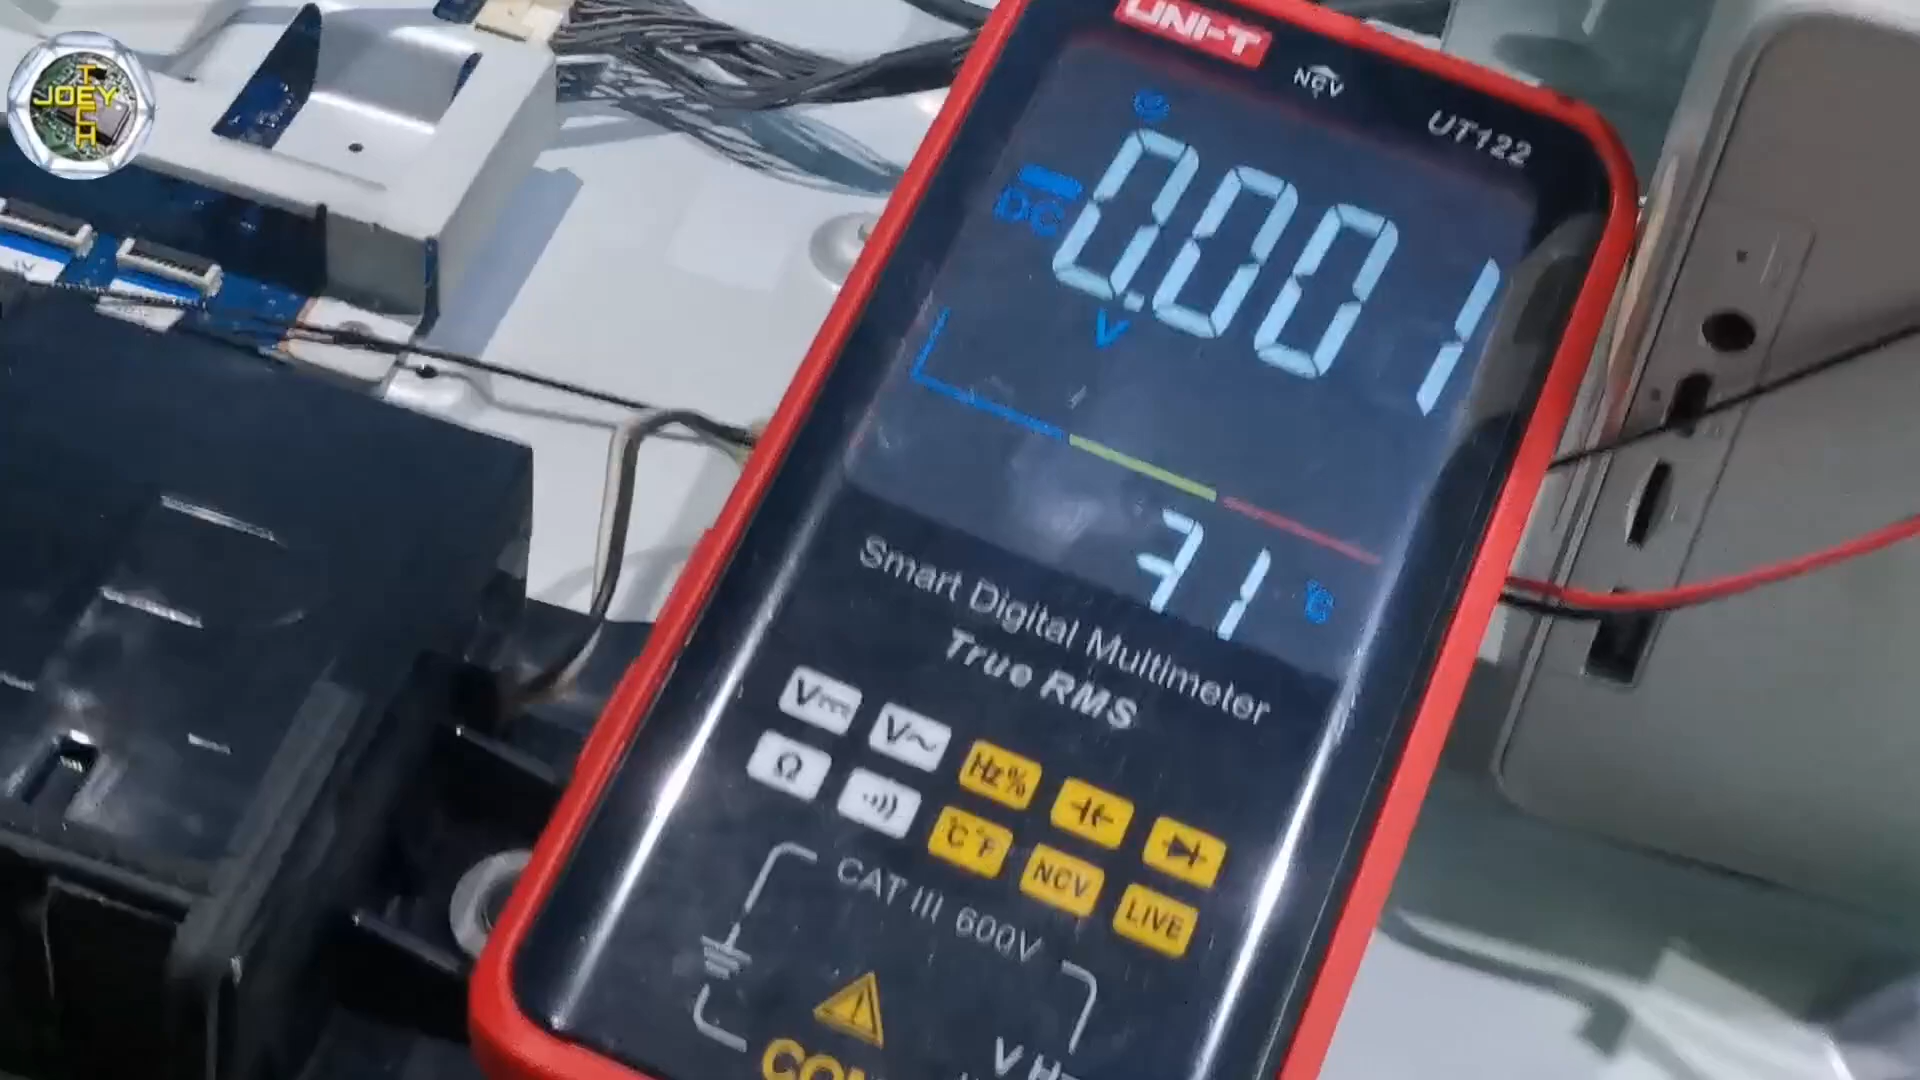 JOEY
TECH
UNI-T
NCV
UT122
DC
0.001
V
31 °C
Smart Digital Multimeter
True RMS
V V~
Hz%
Ω
°C°F NCV LIVE
CAT III 600V
V